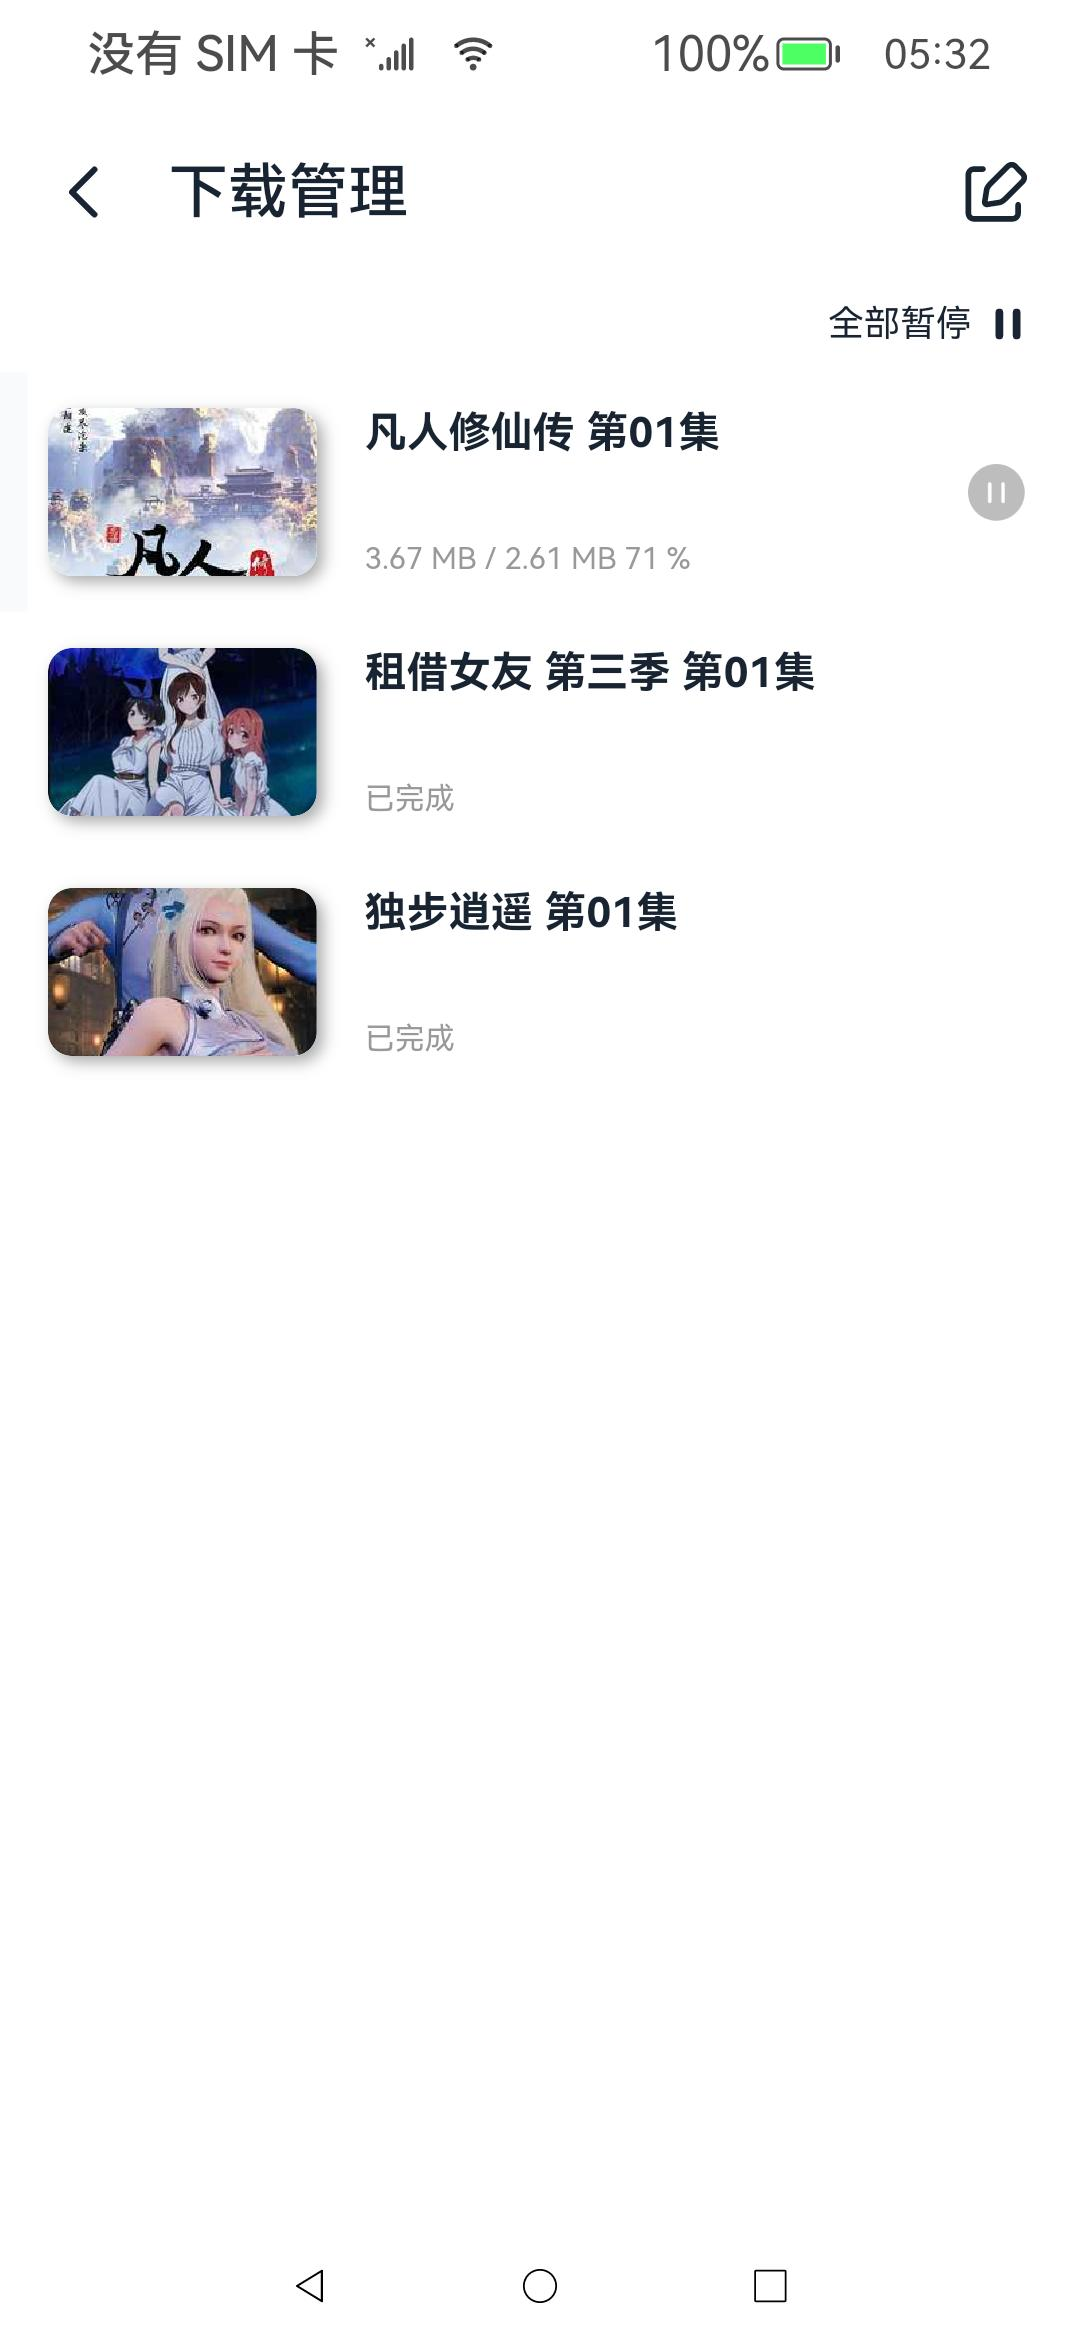 没有 SIM 卡 100% 05:32
下载管理
全部暂停
凡人修仙传 第01集
3.67 MB / 2.61 MB 71 %
凡人
租借女友 第三季 第01集
已完成
独步逍遥 第01集
已完成